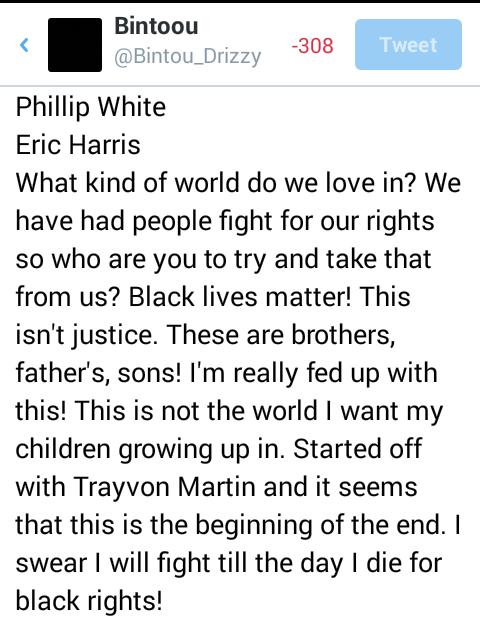 Bintoou
@Bintou_Drizzy
-308
Tweet
Phillip White
Eric Harris
What kind of world do we love in? We
have had people fight for our rights
so who are you to try and take that
from us? Black lives matter! This
isn't justice. These are brothers,
father's, sons! I'm really fed up with
this! This is not the world I want my
children growing up in. Started off
with Trayvon Martin and it seems
that this is the beginning of the end. I
swear I will fight till the day I die for
black rights!